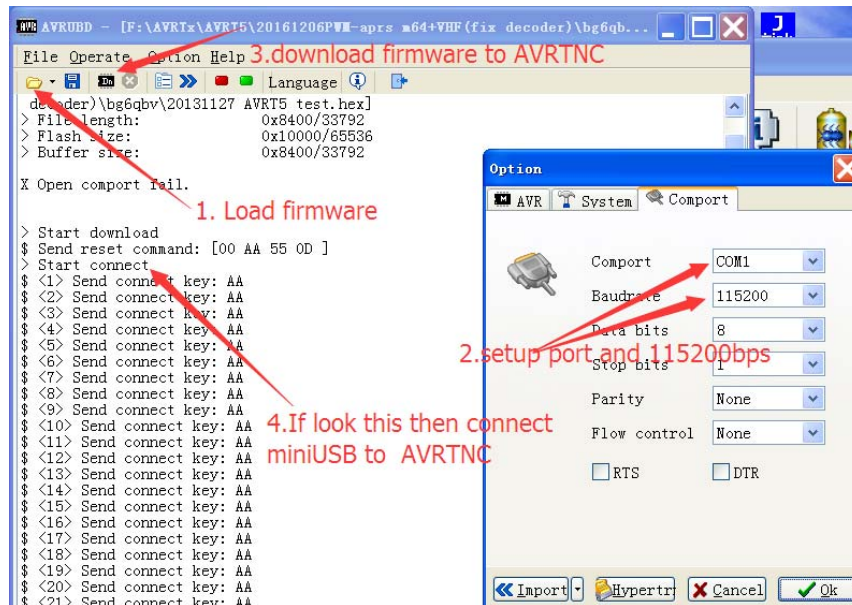 AVRUBD - [F:\AVRTx\AVRT5\20161206PWM-aprs m64+VHF(fix decoder)\bg6qb...
File Operate Option Help
3.download firmware to AVRTNC
Language
decoder)\bg6qbv\20131127 AVRT5 test.hex]
> File length: 0x8400/33792
> Flash size: 0x10000/65536
> Buffer size: 0x8400/33792
X Open comport fail.
1. Load firmware
> Start download
$ Send reset command: [00 AA 55 0D ]
> Start connect
$ <1> Send connect key: AA
$ <2> Send connect key: AA
$ <3> Send connect key: AA
$ <4> Send connect key: AA
$ <5> Send connect key: AA
$ <6> Send connect key: AA
$ <7> Send connect key: AA
$ <8> Send connect key: AA
$ <9> Send connect key: AA
$ <10> Send connect key: AA
$ <11> Send connect key: AA
$ <12> Send connect key: AA
$ <13> Send connect key: AA
$ <14> Send connect key: AA
$ <15> Send connect key: AA
$ <16> Send connect key: AA
$ <17> Send connect key: AA
$ <18> Send connect key: AA
$ <19> Send connect key: AA
$ <20> Send connect key: AA
$ <21> Send connect key: AA
4.If look this then connect
miniUSB to AVRTNC
Option
AVR System Comport
Comport COM1
Baudrate 115200
Data bits 8
2.setup port and 115200bps
Stop bits 1
Parity None
Flow control None
RTS DTR
Import Hypertr Cancel Ok